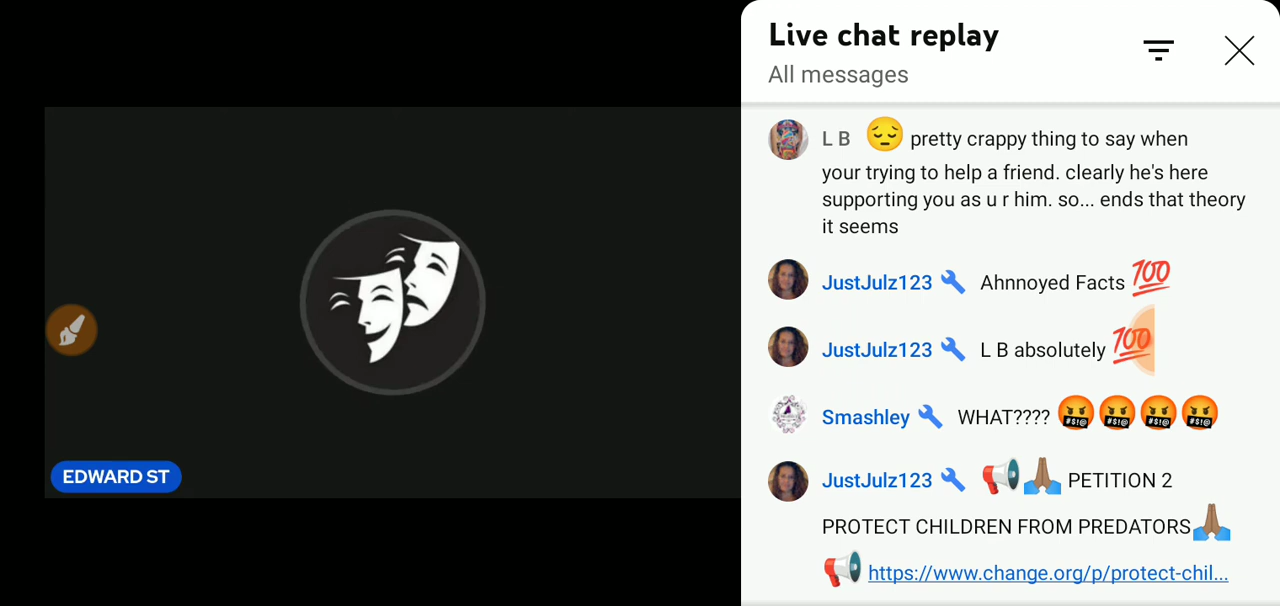 Live chat replay
All messages
L B 😔 pretty crappy thing to say when
your trying to help a friend. clearly he's here
supporting you as u r him. so... ends that theory
it seems
JustJulz123 Ahnnoyed Facts 💯
JustJulz123 L B absolutely 💯
Smashley WHAT???? 🤬🤬🤬🤬
JustJulz123 📢🙏🏽 PETITION 2
PROTECT CHILDREN FROM PREDATORS🙏🏽
📢 https://www.change.org/p/protect-chil...
EDWARD ST